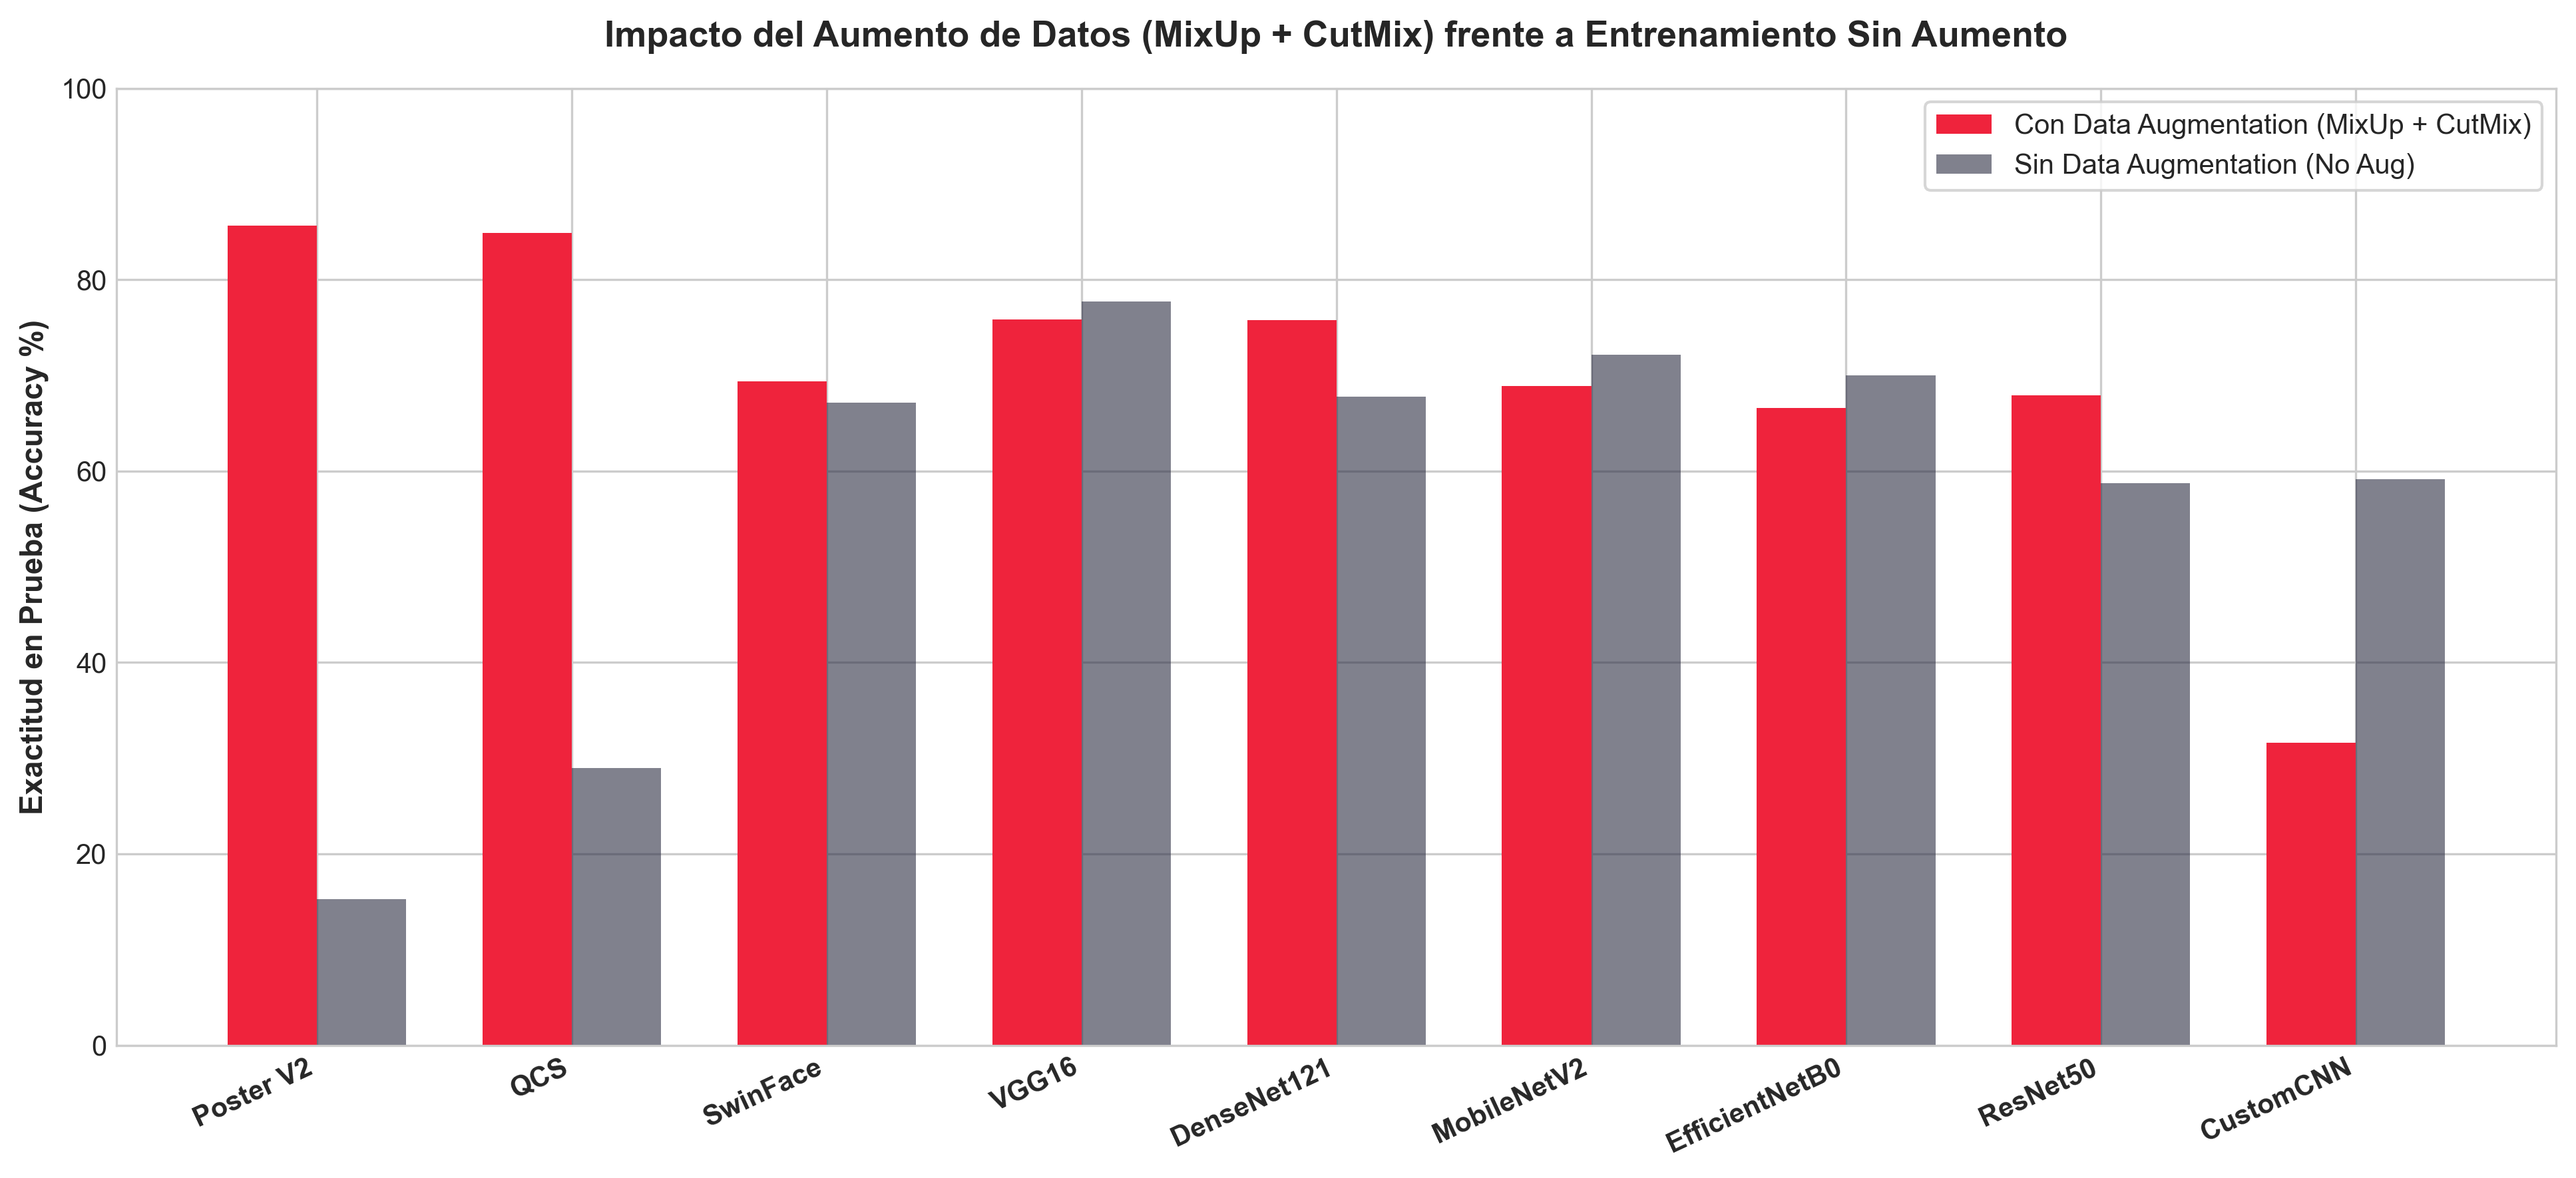 Impacto del Aumento de Datos (MixUp + CutMix) frente a Entrenamiento Sin Aumento
Con Data Augmentation (MixUp + CutMix)
Sin Data Augmentation (No Aug)
Exactitud en Prueba (Accuracy %)
100
80
60
40
20
0
Poster V2
QCS
SwinFace
VGG16
DenseNet121
MobileNetV2
EfficientNetB0
ResNet50
CustomCNN